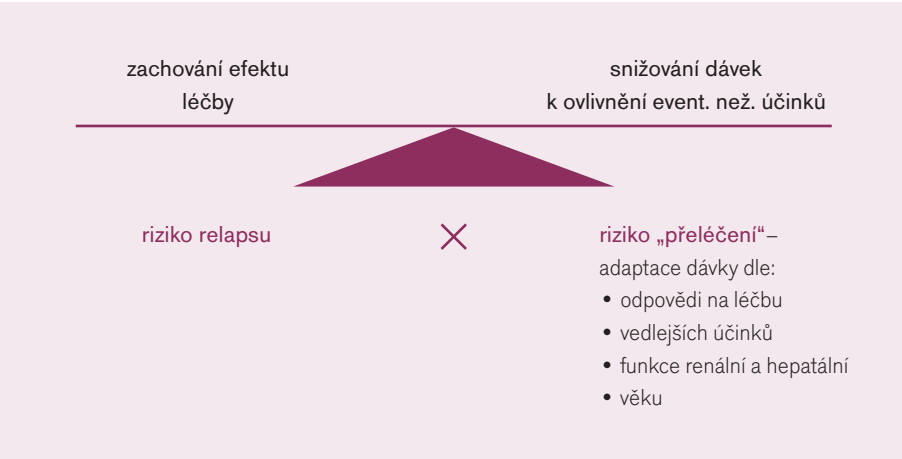 zachování efektu
léčby
snižování dávek
k ovlivnění event. než. účinků
riziko relapsu
riziko „přeléčení“–
adaptace dávky dle:
• odpovědi na léčbu
• vedlejších účinků
• funkce renální a hepatální
• věku